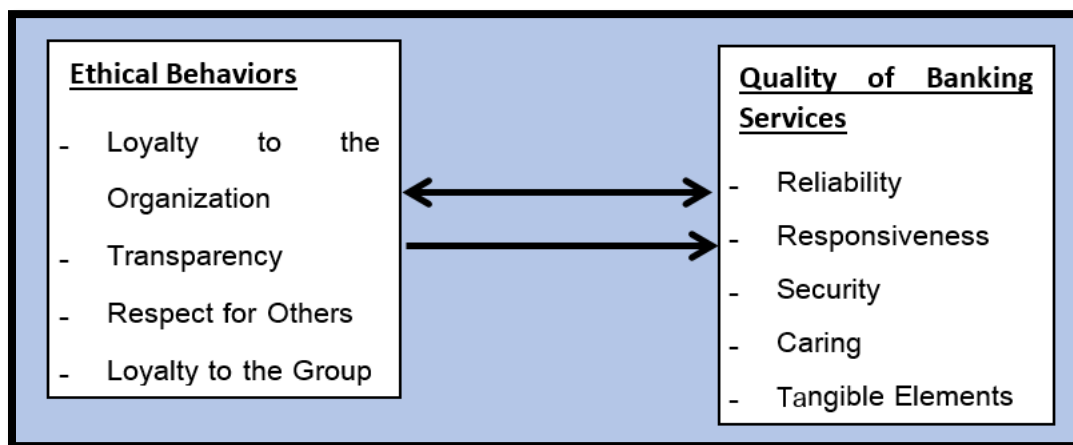 Ethical Behaviors
- Loyalty to the
Organization
- Transparency
- Respect for Others
- Loyalty to the Group
Quality of Banking
Services
- Reliability
- Responsiveness
- Security
- Caring
- Tangible Elements